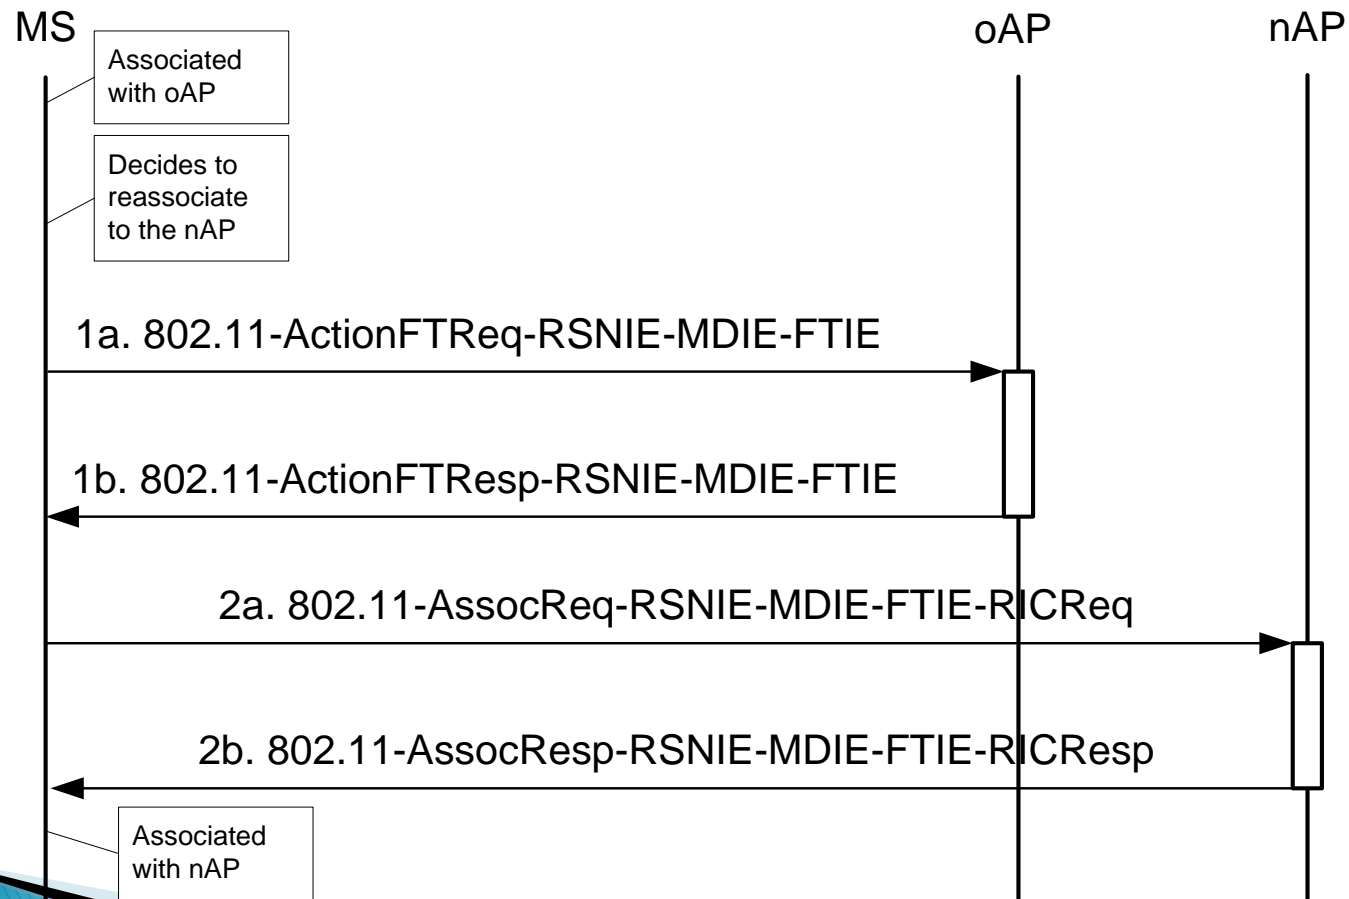 MS
oAP
nAP
Associated
with oAP
Decides to
reassociate
to the nAP
1a. 802.11-ActionFTReq-RSNIE-MDIE-FTIE
1b. 802.11-ActionFTResp-RSNIE-MDIE-FTIE
2a. 802.11-AssocReq-RSNIE-MDIE-FTIE-RICReq
2b. 802.11-AssocResp-RSNIE-MDIE-FTIE-RICResp
Associated
with nAP